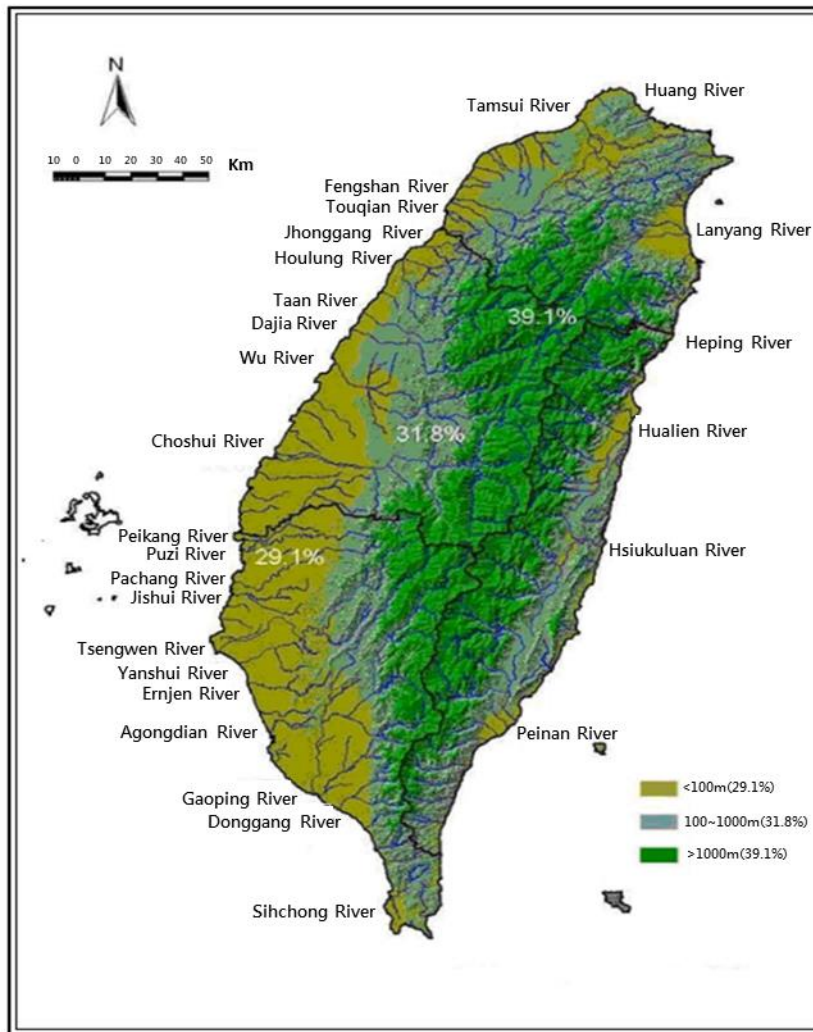 N
10 0 10 20 30 40 50 Km
Huang River
Tamsui River
Fengshan River
Touqian River
Jhonggang River
Houlung River
Lanyang River
Taan River
Dajia River
39.1%
Wu River
Heping River
Choshui River
31.8%
Hualien River
Peikang River
Puzi River
29.1%
Hsiukuluan River
Pachang River
Jishui River
Tsengwen River
Yanshui River
Ernjen River
Agongdian River
Peinan River
Gaoping River
Donggang River
Sihchong River
<100m(29.1%)
100~1000m(31.8%)
>1000m(39.1%)